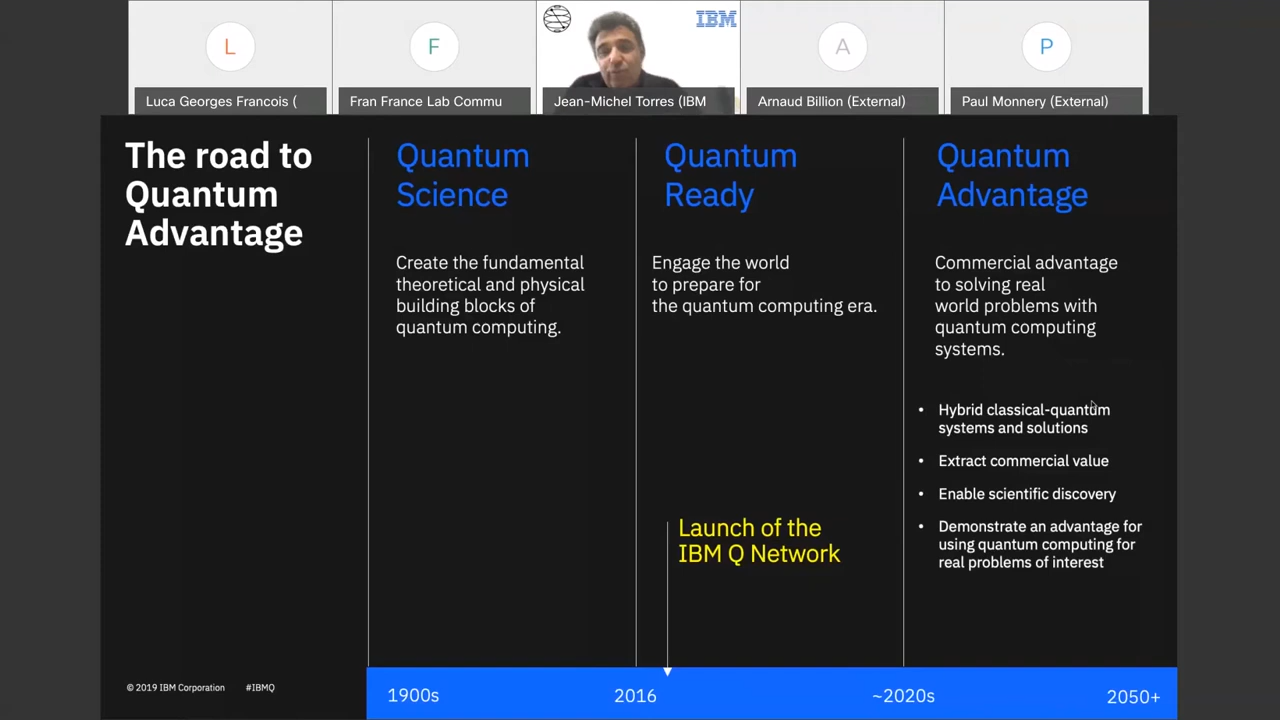 L
F
IBM
A
P
Luca Georges Francois (
Fran France Lab Commu
Jean-Michel Torres (IBM
Arnaud Billion (External)
Paul Monnery (External)
The road to
Quantum
Advantage
Quantum
Science
Create the fundamental
theoretical and physical
building blocks of
quantum computing.
Quantum
Ready
Engage the world
to prepare for
the quantum computing era.
Launch of the
IBM Q Network
Quantum
Advantage
Commercial advantage
to solving real
world problems with
quantum computing
systems.
• Hybrid classical-quantum
systems and solutions
• Extract commercial value
• Enable scientific discovery
• Demonstrate an advantage for
using quantum computing for
real problems of interest
© 2019 IBM Corporation #IBMQ
1900s
2016
~2020s
2050+